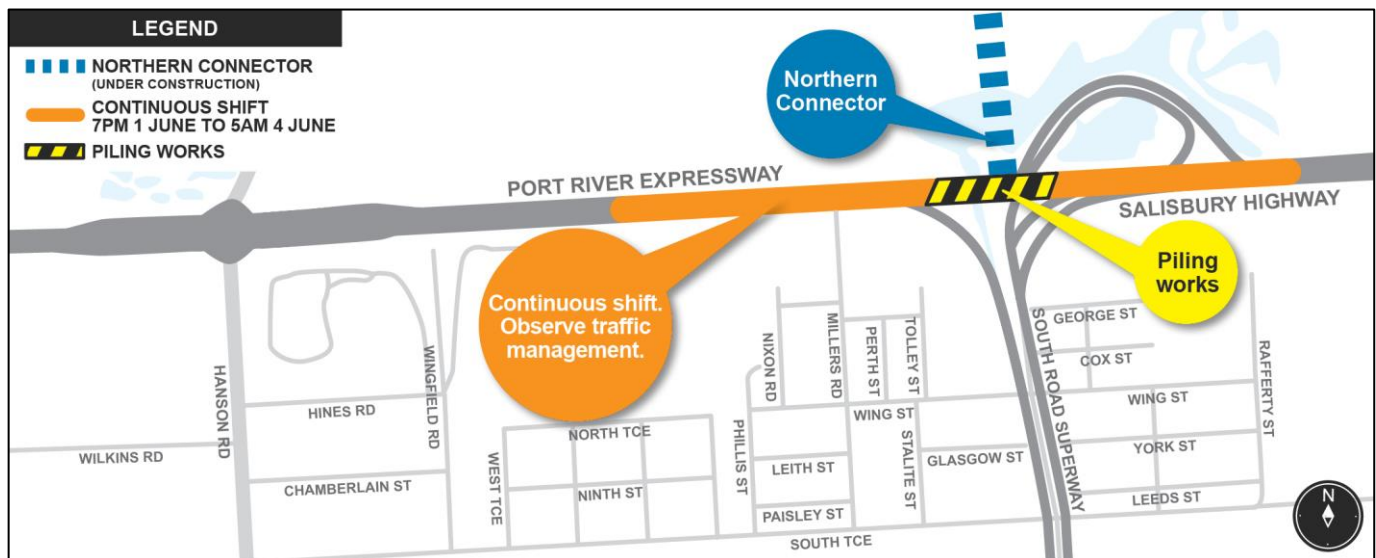 LEGEND
NORTHERN CONNECTOR
(UNDER CONSTRUCTION)
CONTINUOUS SHIFT
7PM 1 JUNE TO 5AM 4 JUNE
PILING WORKS
Northern
Connector
PORT RIVER EXPRESSWAY
SALISBURY HIGHWAY
Piling
works
Continuous shift.
Observe traffic
management.
HANSON RD
WINGFIELD RD
HINES RD
WILKINS RD
CHAMBERLAIN ST
WEST TCE
NORTH TCE
NINTH ST
PHILLIS ST
NIXON RD
MILLERS RD
PERTH ST
TOLLEY ST
WING ST
LEITH ST
STALITE ST
GLASGOW ST
PAISLEY ST
SOUTH TCE
SOUTH ROAD SUPERWAY
GEORGE ST
COX ST
WING ST
YORK ST
LEEDS ST
RAFFERTY ST
N